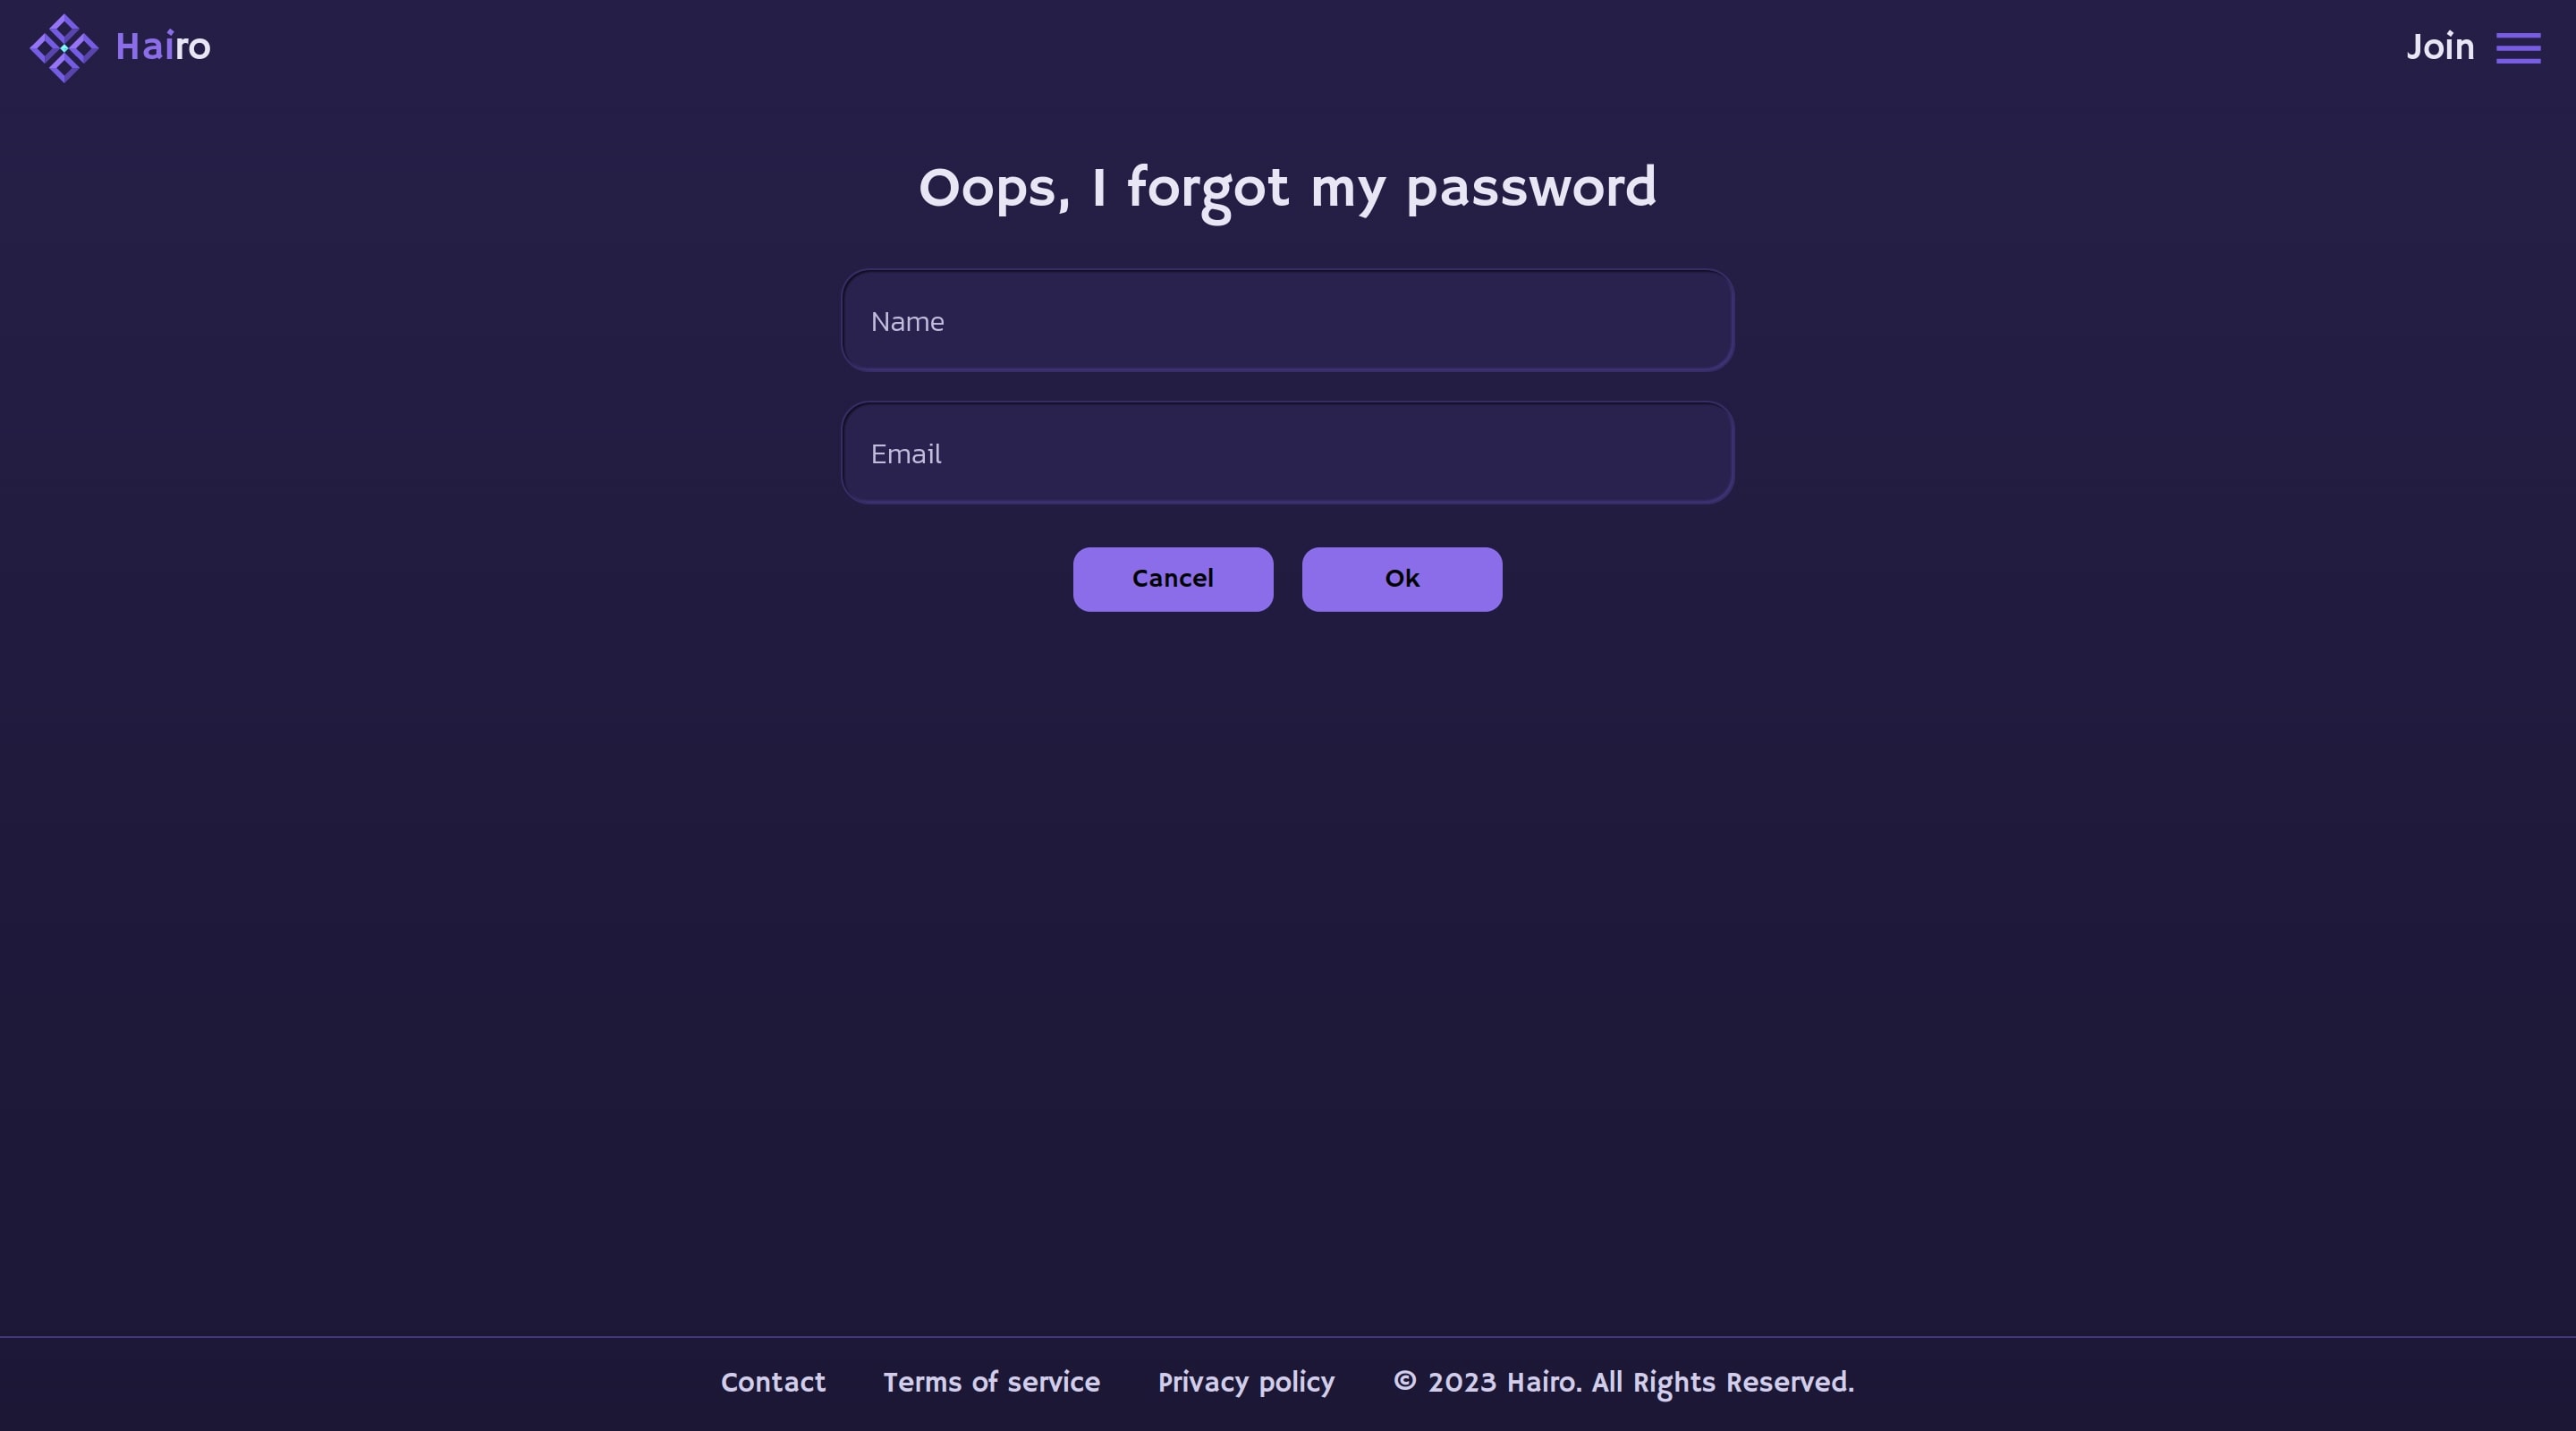 Hairo
Join
Oops, I forgot my password
Name
Email
Cancel
Ok
Contact
Terms of service
Privacy policy
© 2023 Hairo. All Rights Reserved.